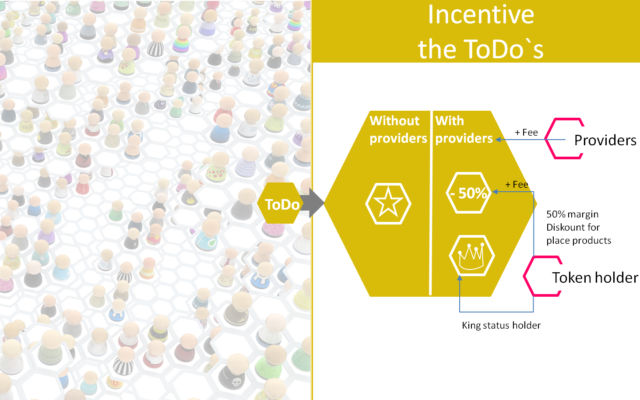 Incentive
the ToDo`s
Without
providers
With
providers
+ Fee
Providers
ToDo
- 50%
+ Fee
50% margin
Diskount for
place products
Token holder
King status holder